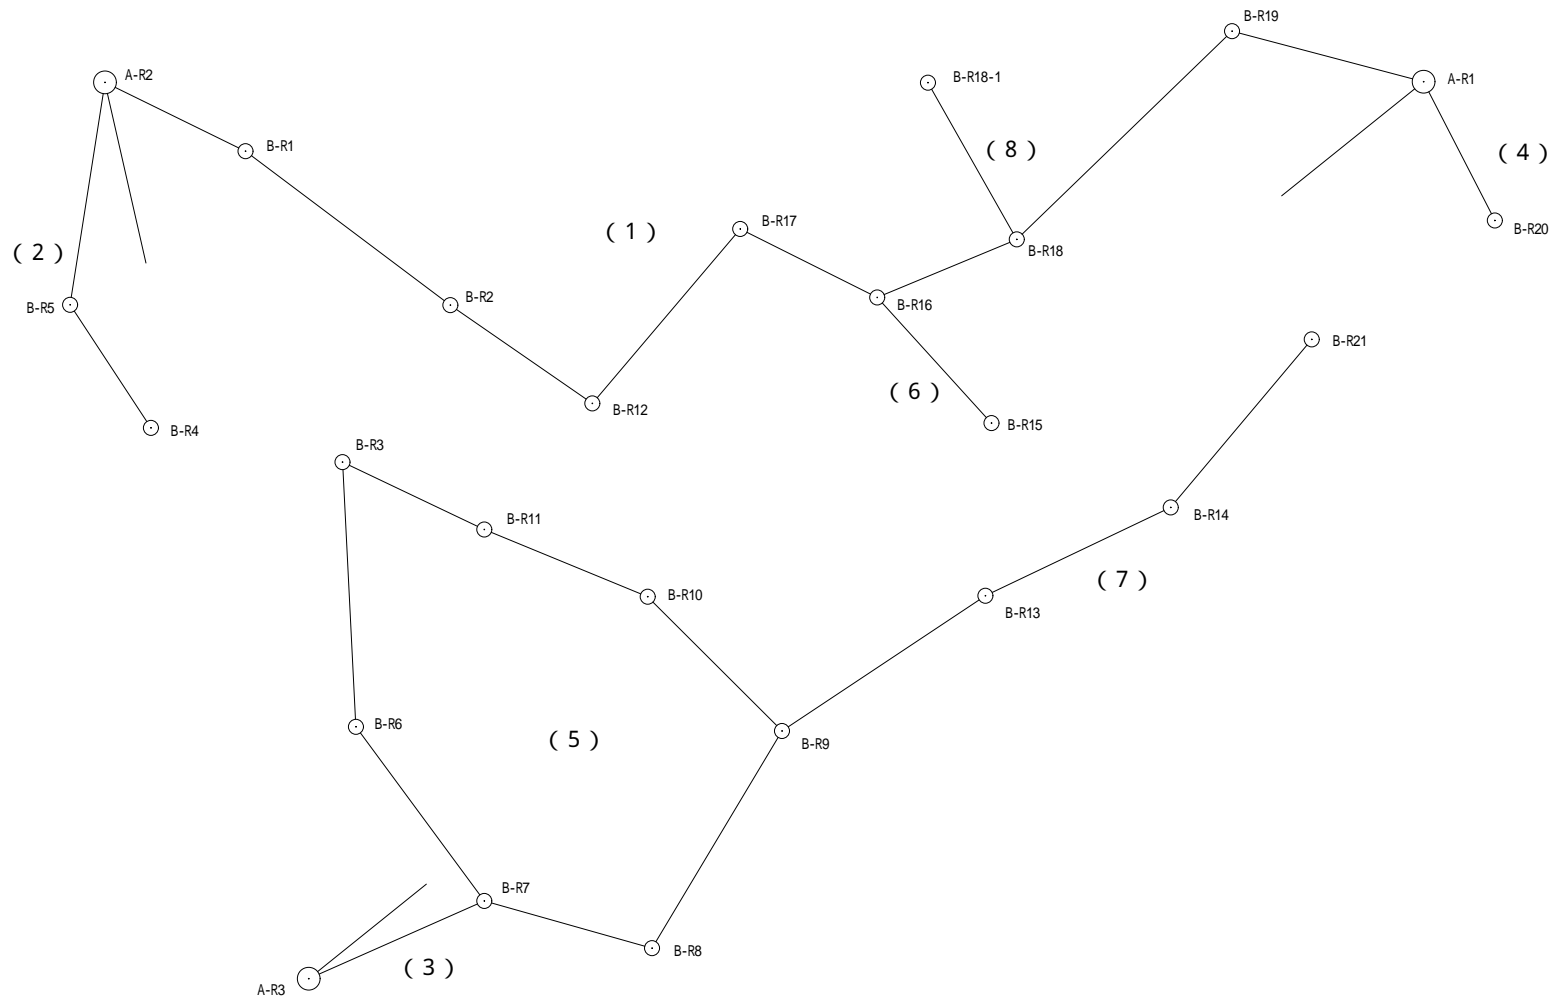 B-R19
A-R2
B-R18-1
A-R1
B-R1
( 8 )
( 4 )
B-R17
( 1 )
B-R20
( 2 )
B-R18
B-R2
B-R16
B-R5
B-R21
( 6 )
B-R12
B-R15
B-R4
B-R3
B-R11
B-R14
( 7 )
B-R10
B-R13
B-R6
( 5 )
B-R9
B-R7
B-R8
( 3 )
A-R3